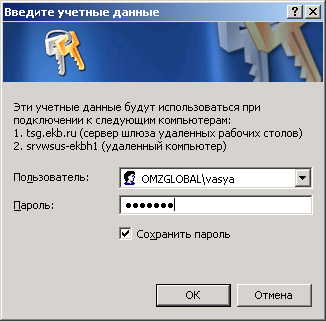 Введите учетные данные
Эти учетные данные будут использоваться при
подключении к следующим компьютерам:
1. tsg.ekb.ru (сервер шлюза удаленных рабочих столов)
2. srvwsus-ekbh1 (удаленный компьютер)
Пользователь: OMZGLOBAL\vasya
Пароль: •••••••
Сохранить пароль
ОК Отмена